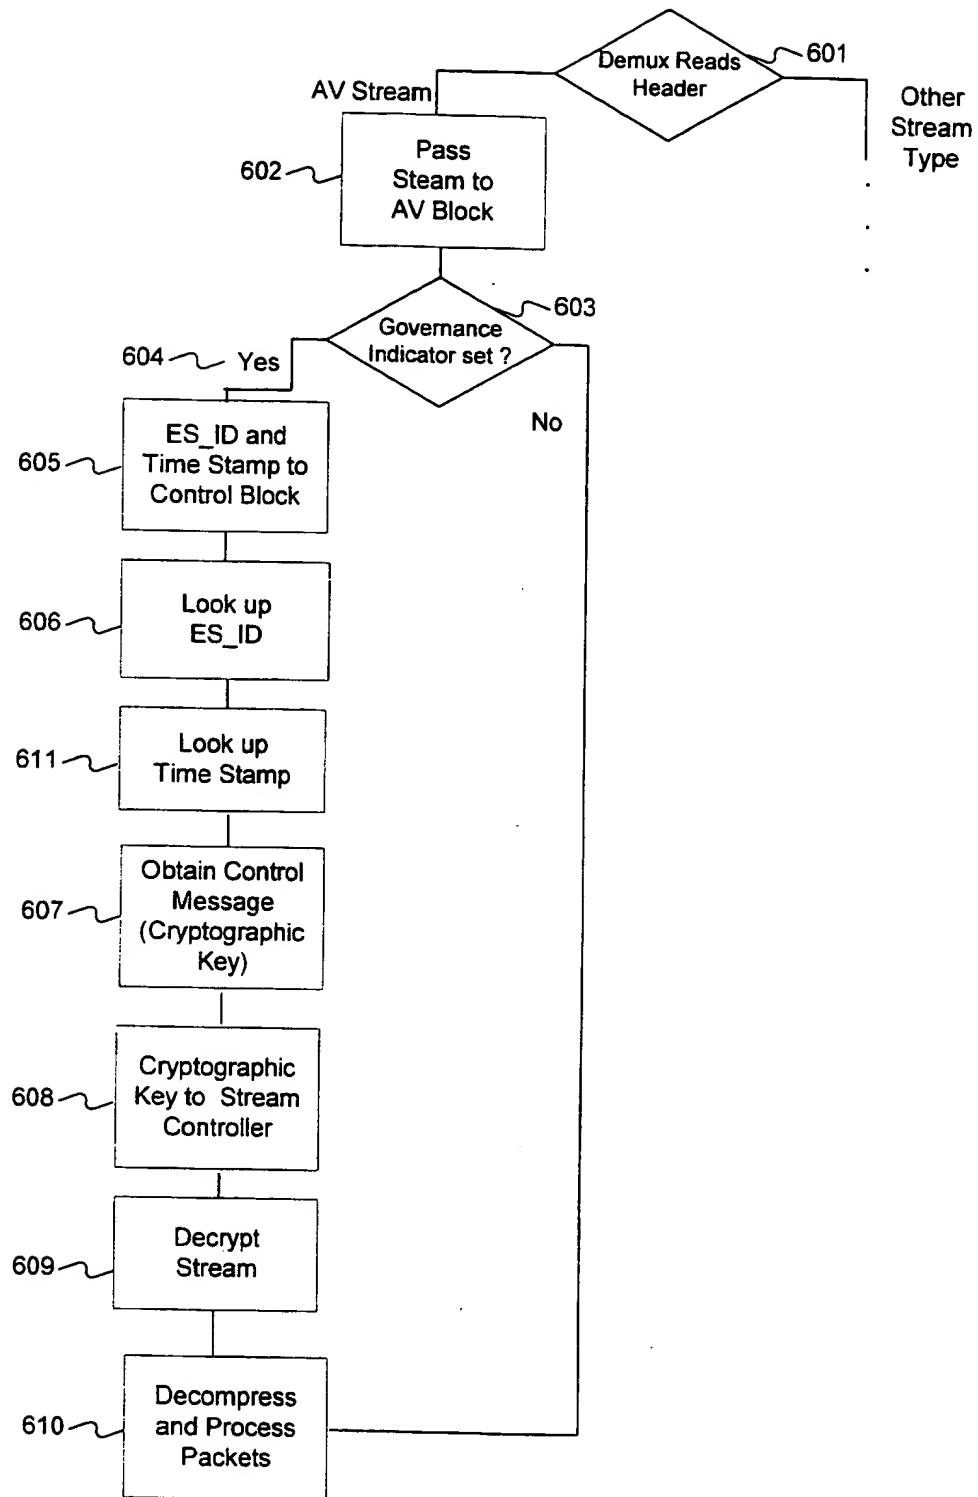 Demux Reads
Header
601
AV Stream
Other
Stream
Type
602
Pass
Steam to
AV Block
603
Governance
Indicator set ?
604
Yes
No
605
ES_ID and
Time Stamp to
Control Block
606
Look up
ES_ID
611
Look up
Time Stamp
607
Obtain Control
Message
(Cryptographic
Key)
608
Cryptographic
Key to Stream
Controller
609
Decrypt
Stream
610
Decompress
and Process
Packets